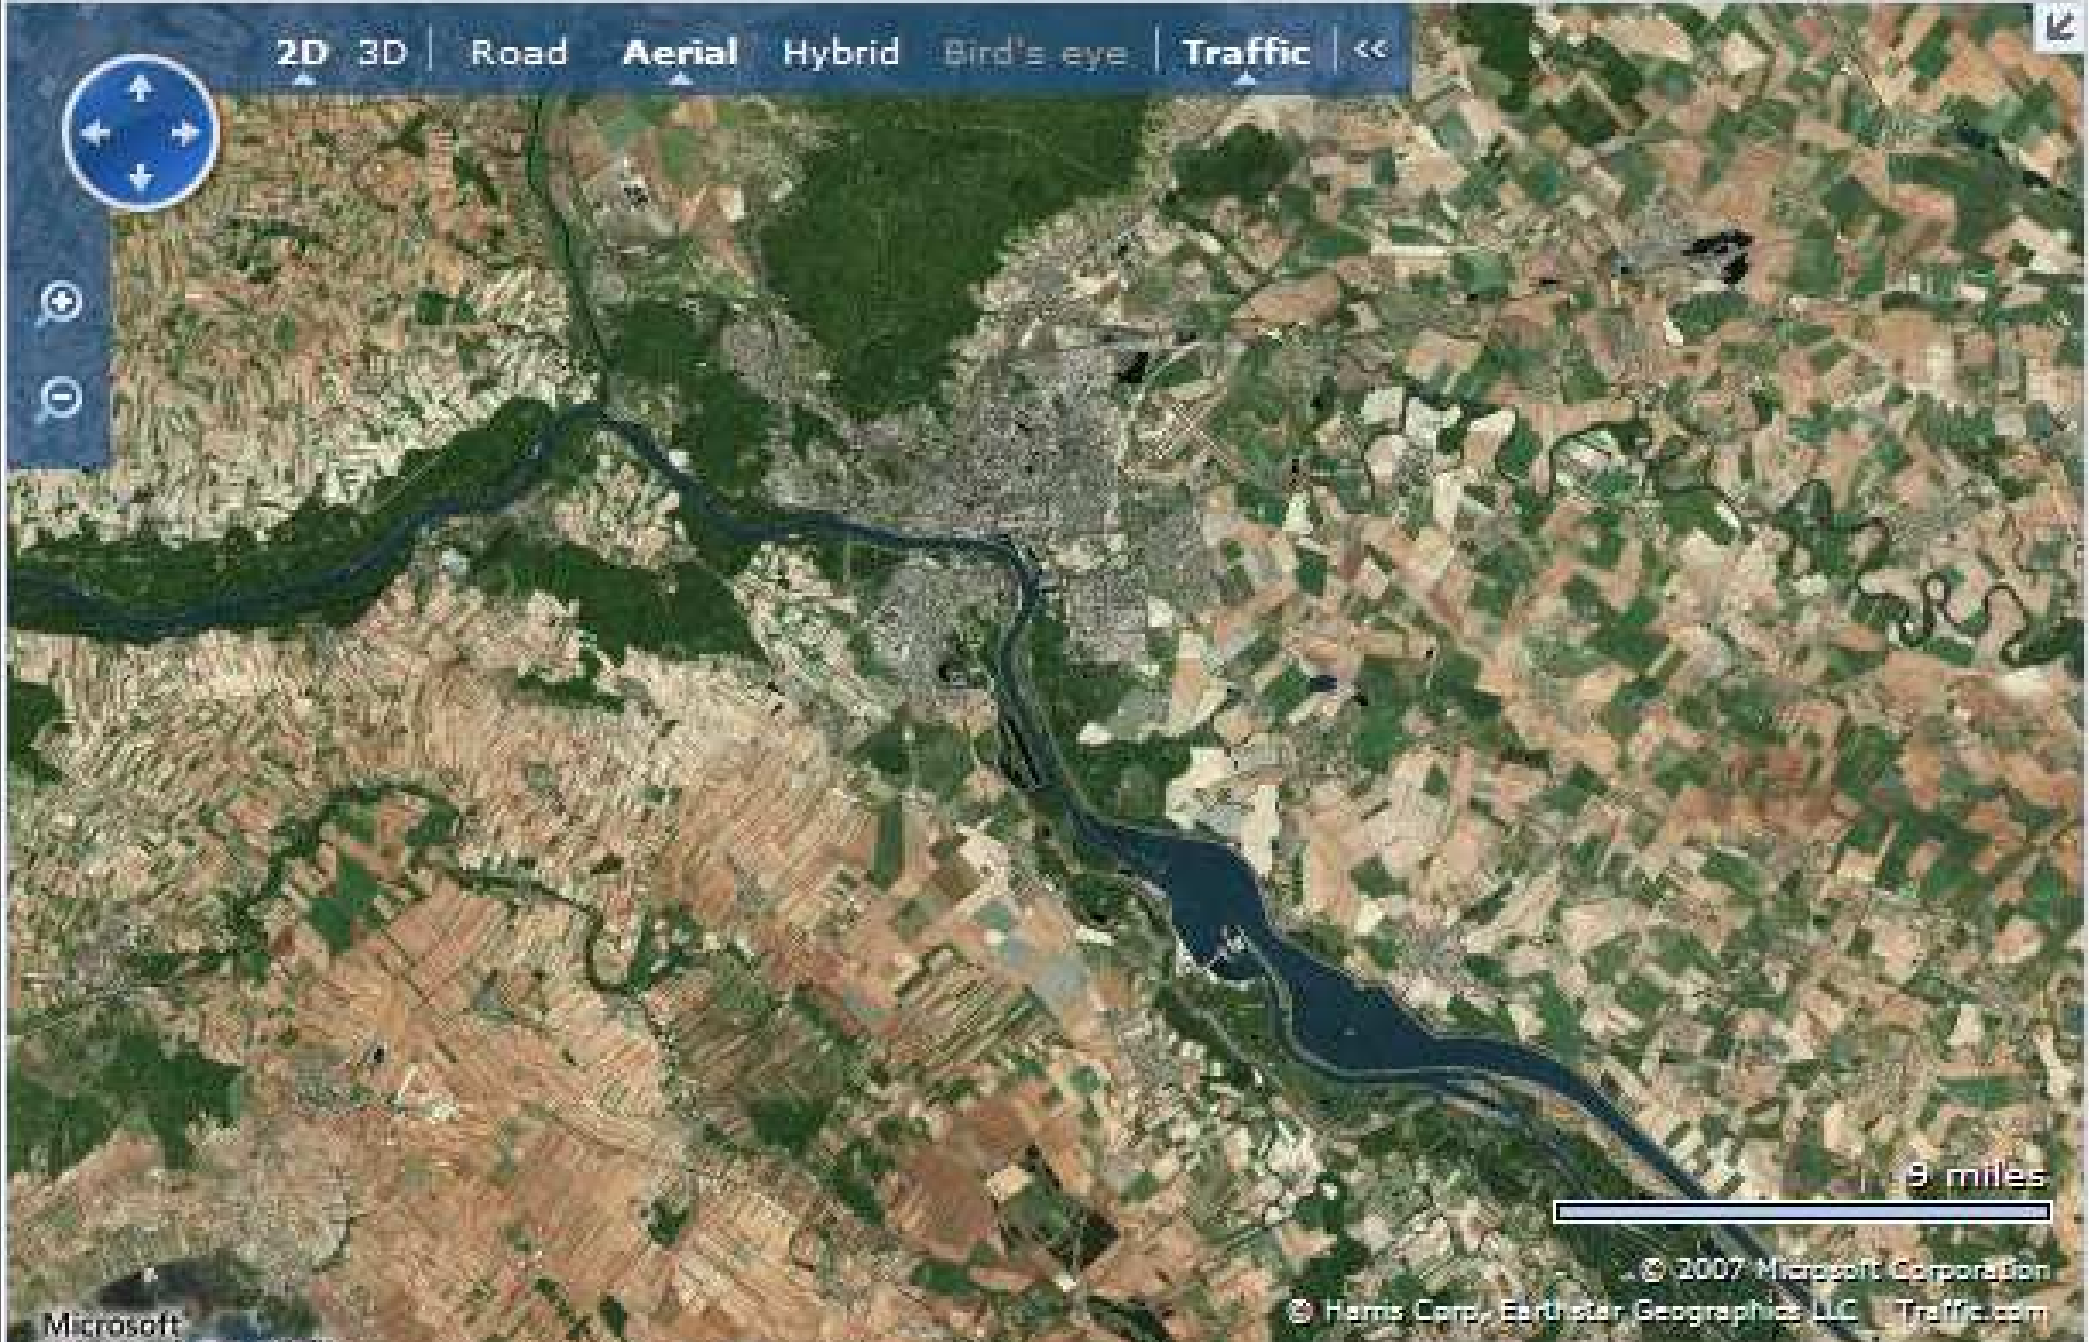 2D 3D Road Aerial Hybrid Bird's eye Traffic <<
9 miles
© 2007 Microsoft Corporation
© Harris Corp, Earthstar Geographics LLC Traffic.com
Microsoft